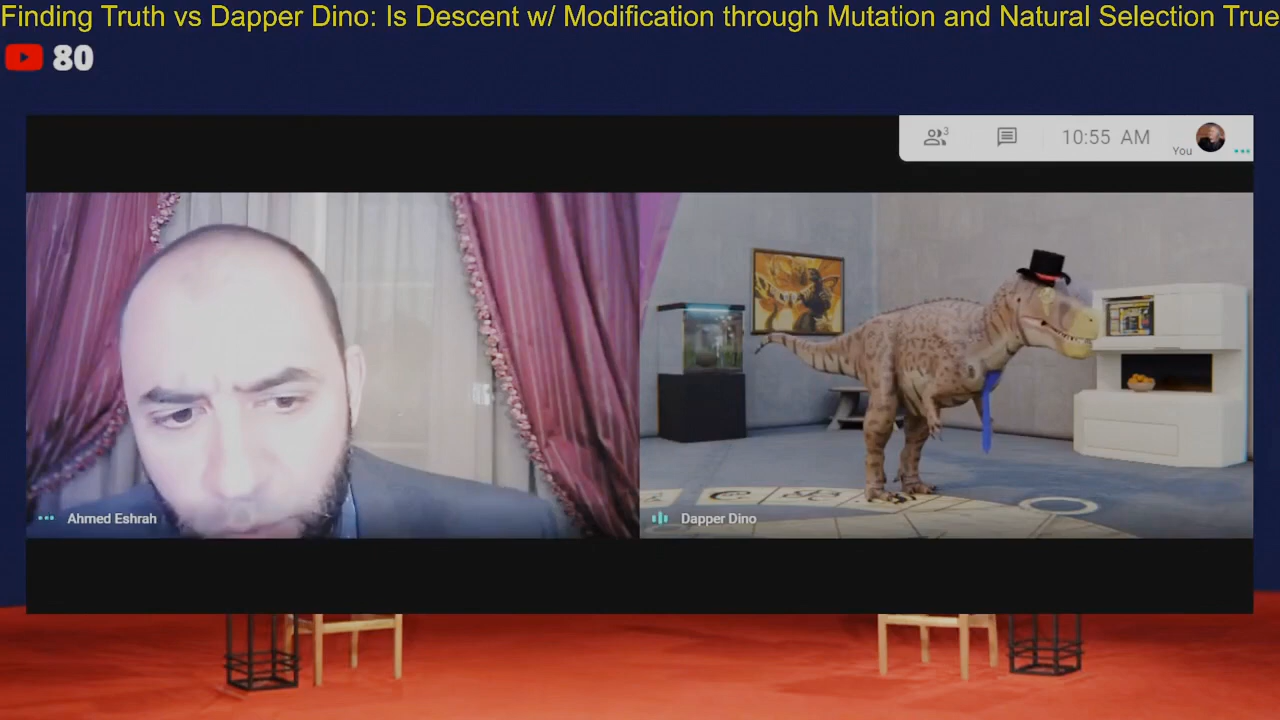 Finding Truth vs Dapper Dino: Is Descent w/ Modification through Mutation and Natural Selection True
80
3
10:55 AM
You
Ahmed Eshrah
Dapper Dino